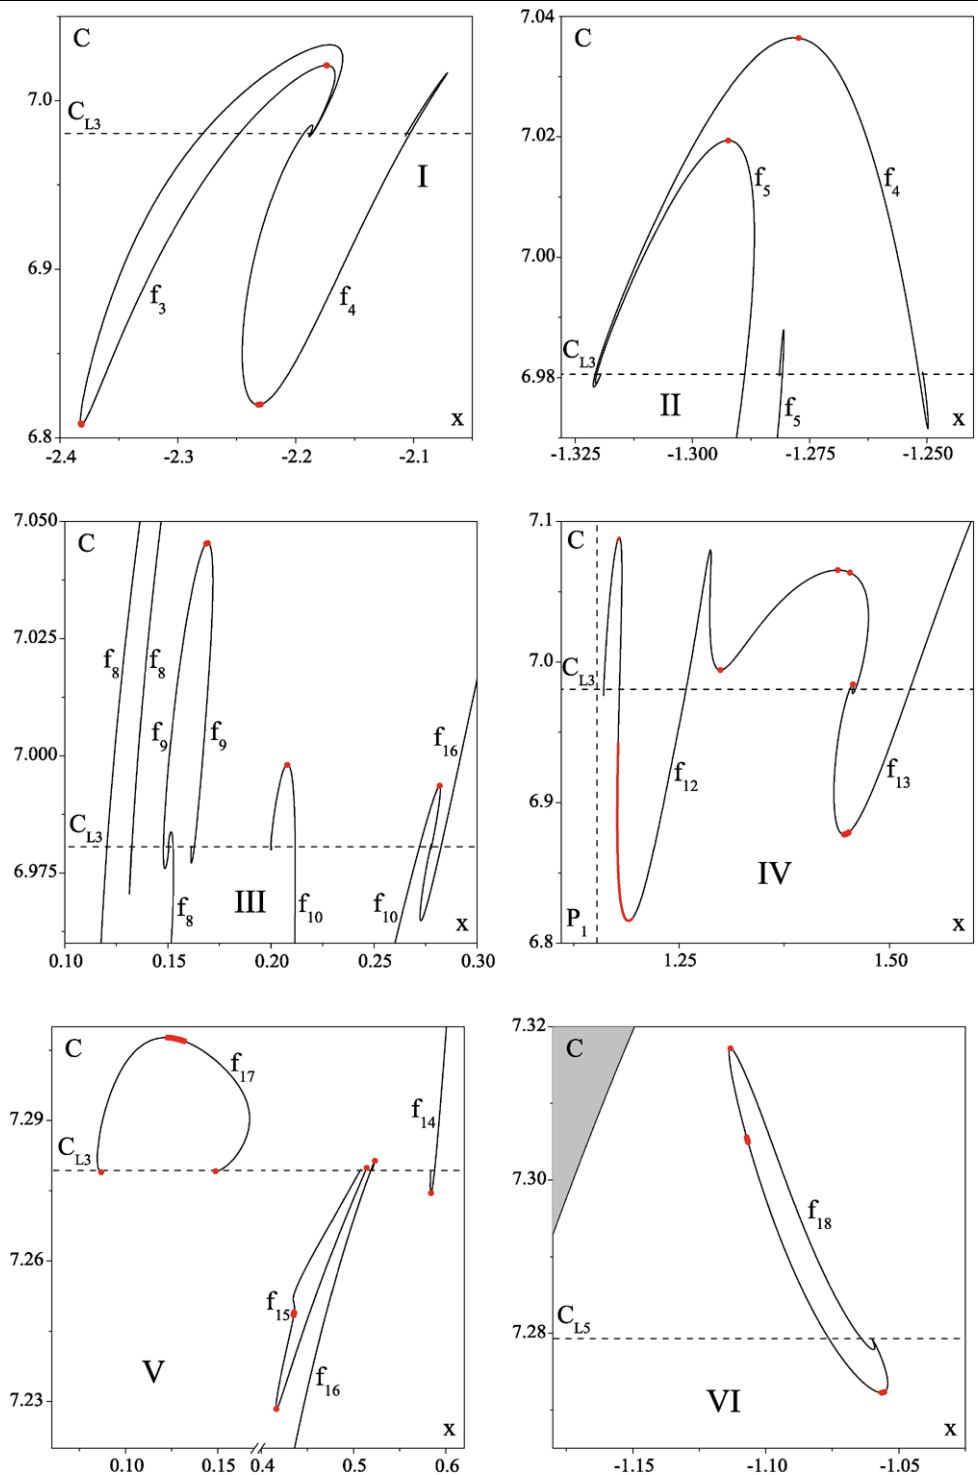 C
7.0
C_L3
I
6.9
f_3
f_4
6.8
x
-2.4 -2.3 -2.2 -2.1
7.04
C
7.02
f_5
f_4
7.00
C_L3
6.98
II
f_5
x
-1.325 -1.300 -1.275 -1.250
7.050
C
7.025
f_8 f_8
f_9 f_9
f_16
7.000
C_L3
6.975
f_8
III
f_10
f_10
x
0.10 0.15 0.20 0.25 0.30
7.1
C
7.0
C_L3
f_12
f_13
6.9
IV
P_1
6.8
x
1.25 1.50
C
f_17
7.29
f_14
C_L3
7.26
f_15
V
f_16
7.23
x
0.10 0.15 0.4 0.5 0.6
7.32
C
7.30
f_18
C_L5
7.28
VI
x
-1.15 -1.10 -1.05